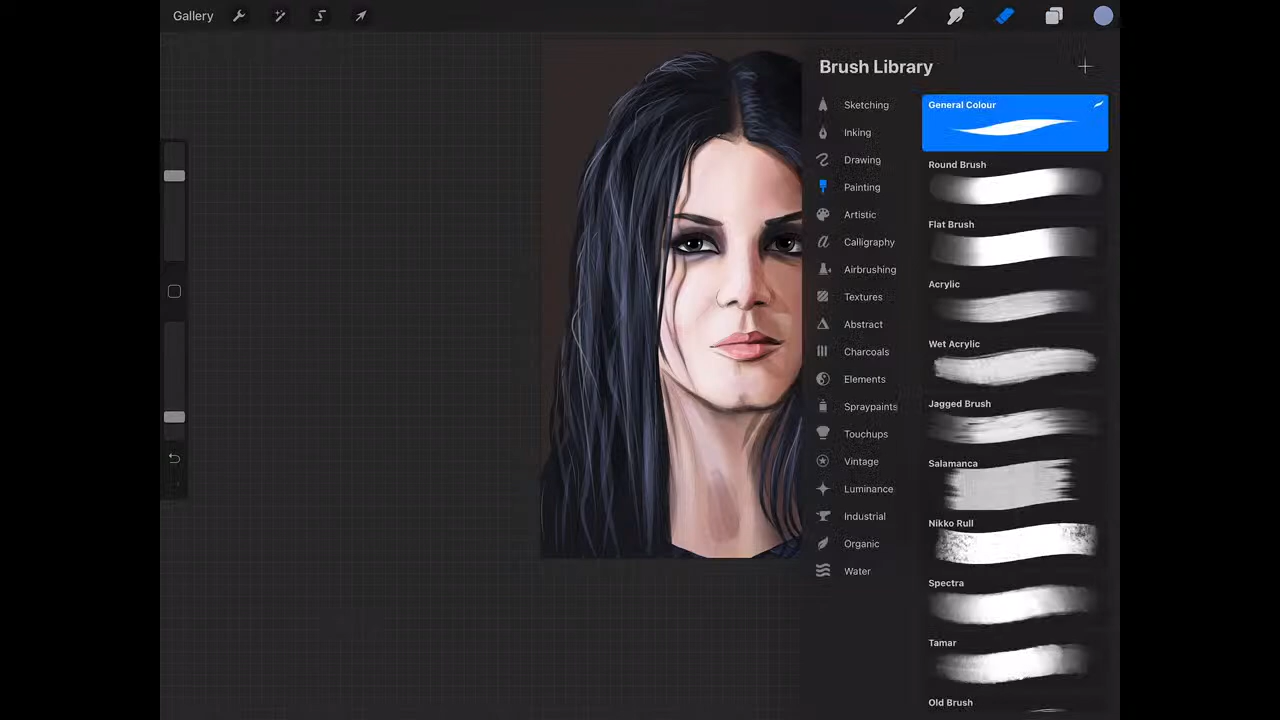 Gallery
Brush Library
Sketching
Inking
Drawing
Painting
Artistic
Calligraphy
Airbrushing
Textures
Abstract
Charcoals
Elements
Spraypaints
Touchups
Vintage
Luminance
Industrial
Organic
Water
General Colour
Round Brush
Flat Brush
Acrylic
Wet Acrylic
Jagged Brush
Salamanca
Nikko Rull
Spectra
Tamar
Old Brush